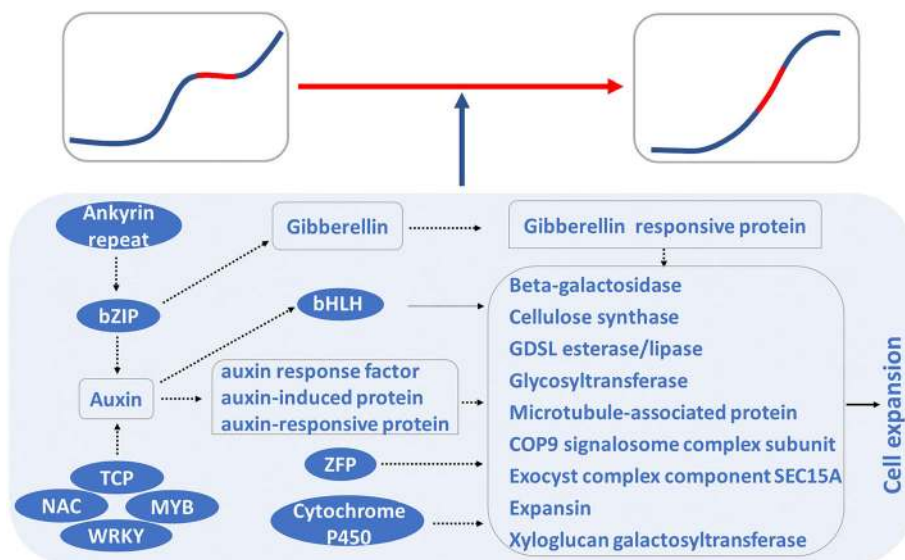 Ankyrin
repeat
Gibberellin
Gibberellin responsive protein
bZIP
bHLH
Beta-galactosidase
Cellulose synthase
GDSL esterase/lipase
Glycosyltransferase
Microtubule-associated protein
COP9 signalosome complex subunit
Exocyst complex component SEC15A
Expansin
Xyloglucan galactosyltransferase
Auxin
auxin response factor
auxin-induced protein
auxin-responsive protein
TCP
NAC
MYB
WRKY
ZFP
Cytochrome
P450
Cell expansion